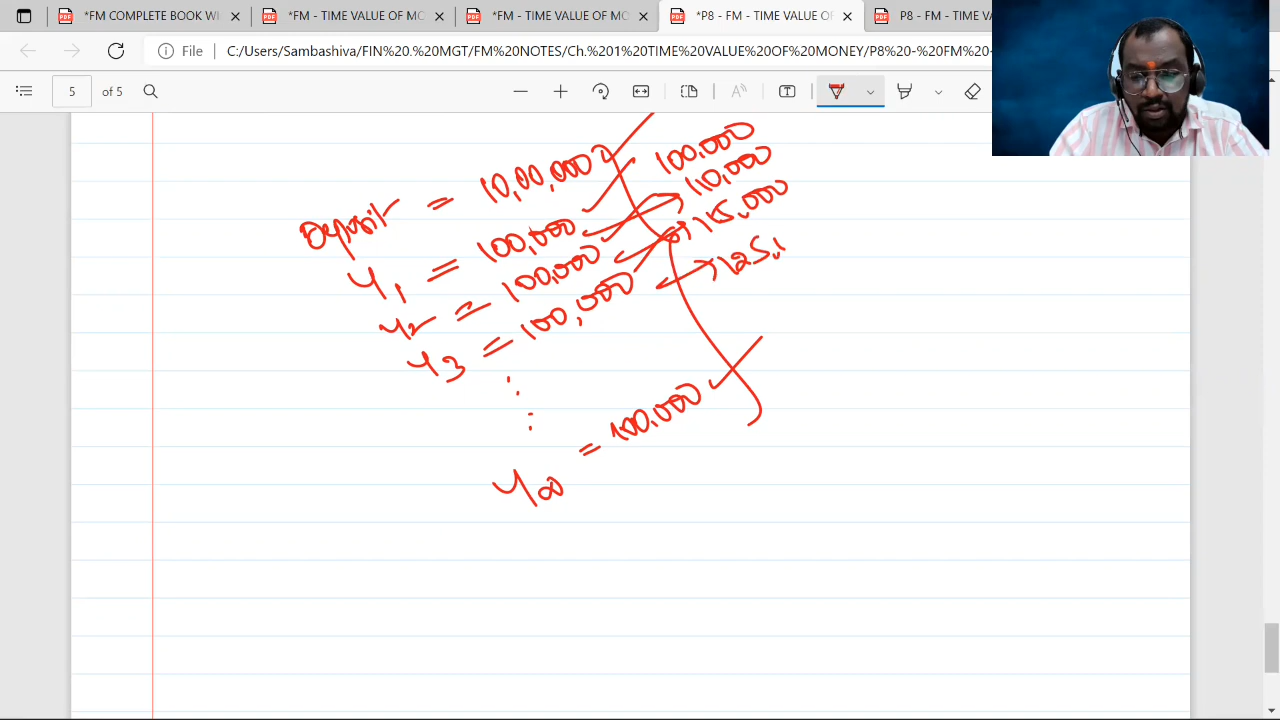 *FM COMPLETE BOOK WI
*FM - TIME VALUE OF MO
*FM - TIME VALUE OF MO
*P8 - FM - TIME VALUE OF
P8 - FM - TIME VALUE OF
File C:/Users/Sambashiva/FIN%20.%20MGT/FM%20NOTES/Ch.%201%20TIME%20VALUE%20OF%20MONEY/P8%20-%20FM%20-
5 of 5
Deposit = 10,00,000
Y1 = 100,000 100,000
Y2 = 100,000 110,000
Y3 = 100,000 115,000
125,
Y∞ = 100,000